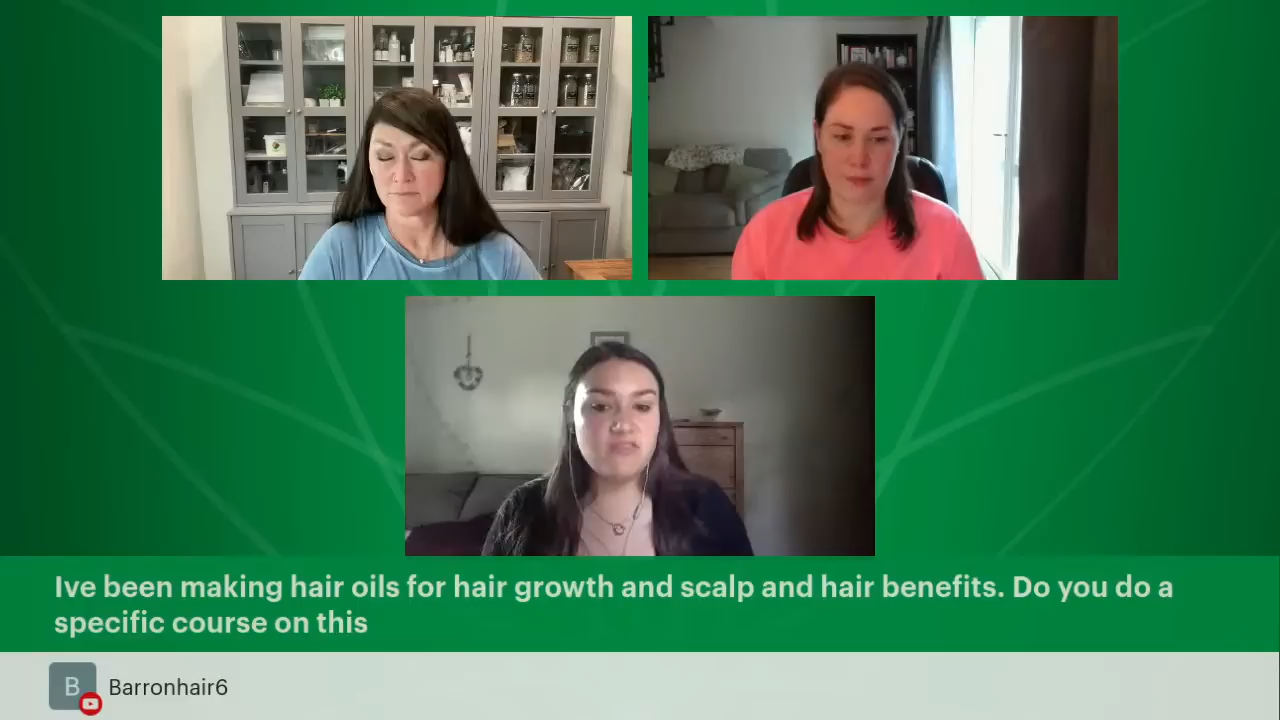 Ive been making hair oils for hair growth and scalp and hair benefits. Do you do a
specific course on this
B
Barronhair6